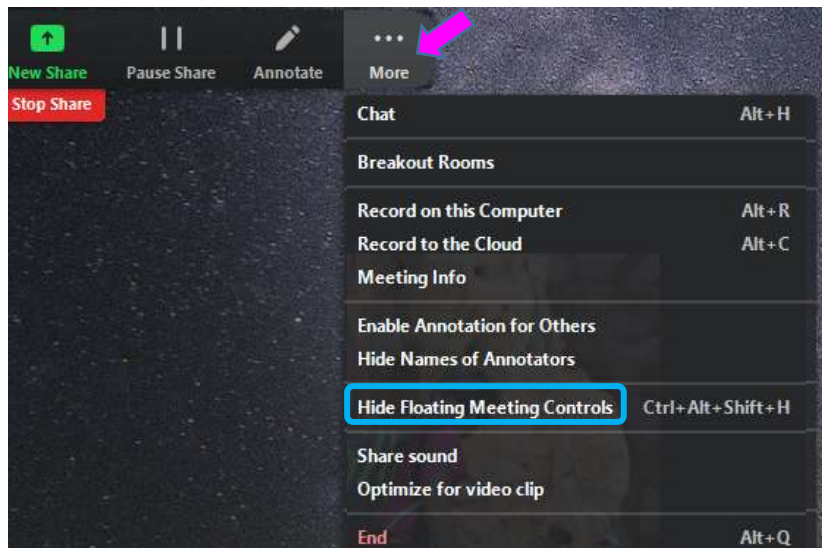 New Share Pause Share Annotate More
Stop Share
Chat Alt+H
Breakout Rooms
Record on this Computer Alt+R
Record to the Cloud Alt+C
Meeting Info
Enable Annotation for Others
Hide Names of Annotators
Hide Floating Meeting Controls Ctrl+Alt+Shift+H
Share sound
Optimize for video clip
End Alt+Q